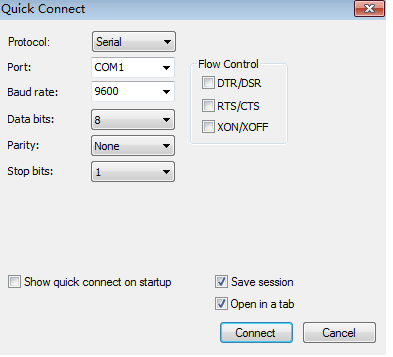 Quick Connect
Protocol: Serial
Port: COM1
Flow Control
Baud rate: 9600
DTR/DSR
Data bits: 8
RTS/CTS
Parity: None
XON/XOFF
Stop bits: 1
Show quick connect on startup
Save session
Open in a tab
Connect Cancel